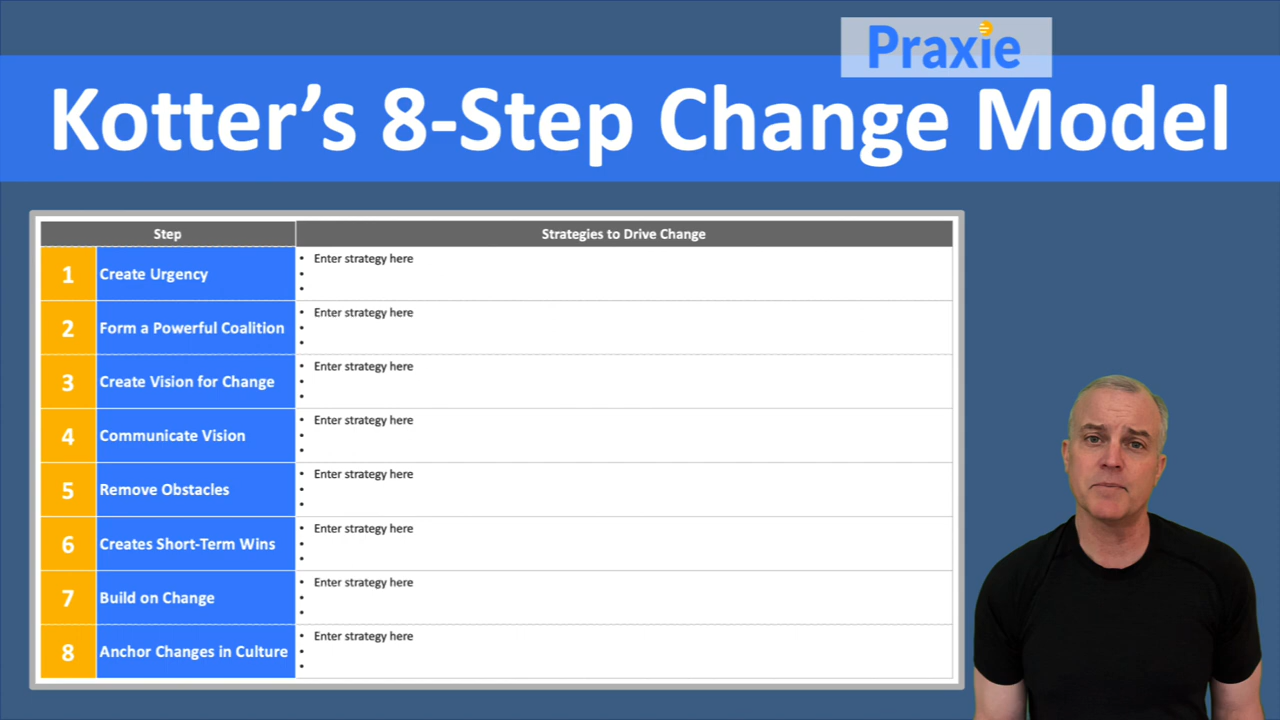 Praxie
Kotter’s 8-Step Change Model
Step
Strategies to Drive Change
1
Create Urgency
• Enter strategy here
•
•
2
Form a Powerful Coalition
• Enter strategy here
•
•
3
Create Vision for Change
• Enter strategy here
•
•
4
Communicate Vision
• Enter strategy here
•
•
5
Remove Obstacles
• Enter strategy here
•
•
6
Creates Short-Term Wins
• Enter strategy here
•
•
7
Build on Change
• Enter strategy here
•
•
8
Anchor Changes in Culture
• Enter strategy here
•
•